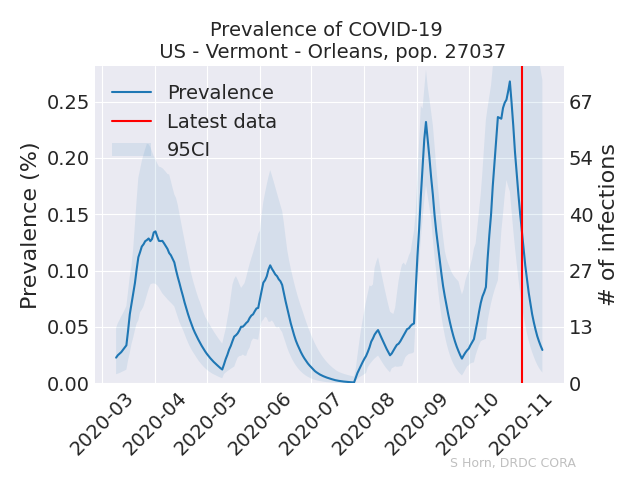 Prevalence of COVID-19
US - Vermont - Orleans, pop. 27037
Prevalence
Latest data
95CI
Prevalence (%)
0.25
0.20
0.15
0.10
0.05
0.00
67
54
40
27
13
0
# of infections
2020-03
2020-04
2020-05
2020-06
2020-07
2020-08
2020-09
2020-10
2020-11
S Horn, DRDC CORA